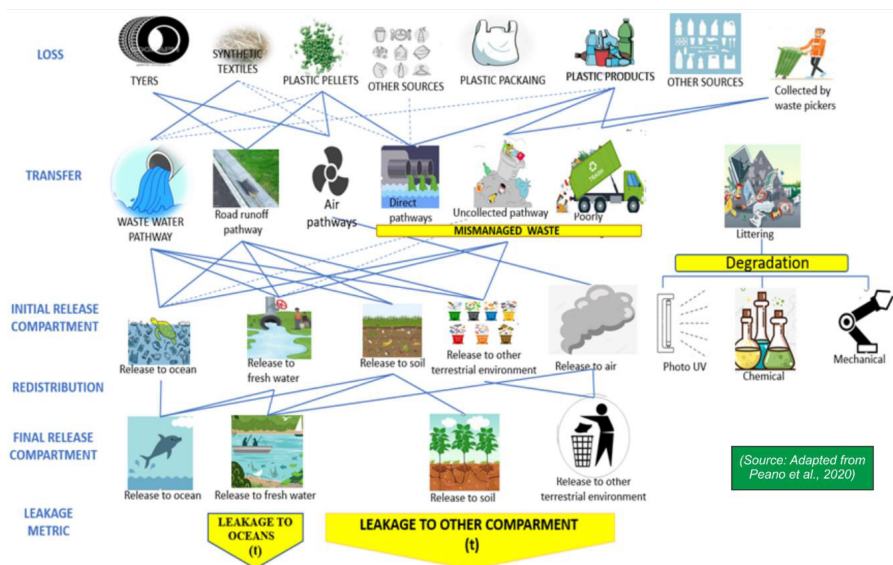 LOSS
TYERS
SYNTHETIC
TEXTILES
PLASTIC PELLETS
OTHER SOURCES
PLASTIC PACKAING
PLASTIC PRODUCTS
OTHER SOURCES
Collected by
waste pickers
TRANSFER
WASTE WATER
PATHWAY
Road runoff
pathway
Air
pathways
Direct
pathways
Uncollected pathway
TRASH
Poorly
MISMANAGED WASTE
Littering
Degradation
INITIAL RELEASE
COMPARTMENT
Release to ocean
Release to
fresh water
Release to soil
Release to other
terrestrial environment
Release to air
Photo UV
Chemical
Mechanical
REDISTRIBUTION
FINAL RELEASE
COMPARTMENT
Release to ocean
Release to fresh water
Release to soil
Release to other
terrestrial environment
(Source: Adapted from
Peano et al., 2020)
LEAKAGE
METRIC
LEAKAGE TO
OCEANS
(t)
LEAKAGE TO OTHER COMPARMENT
(t)